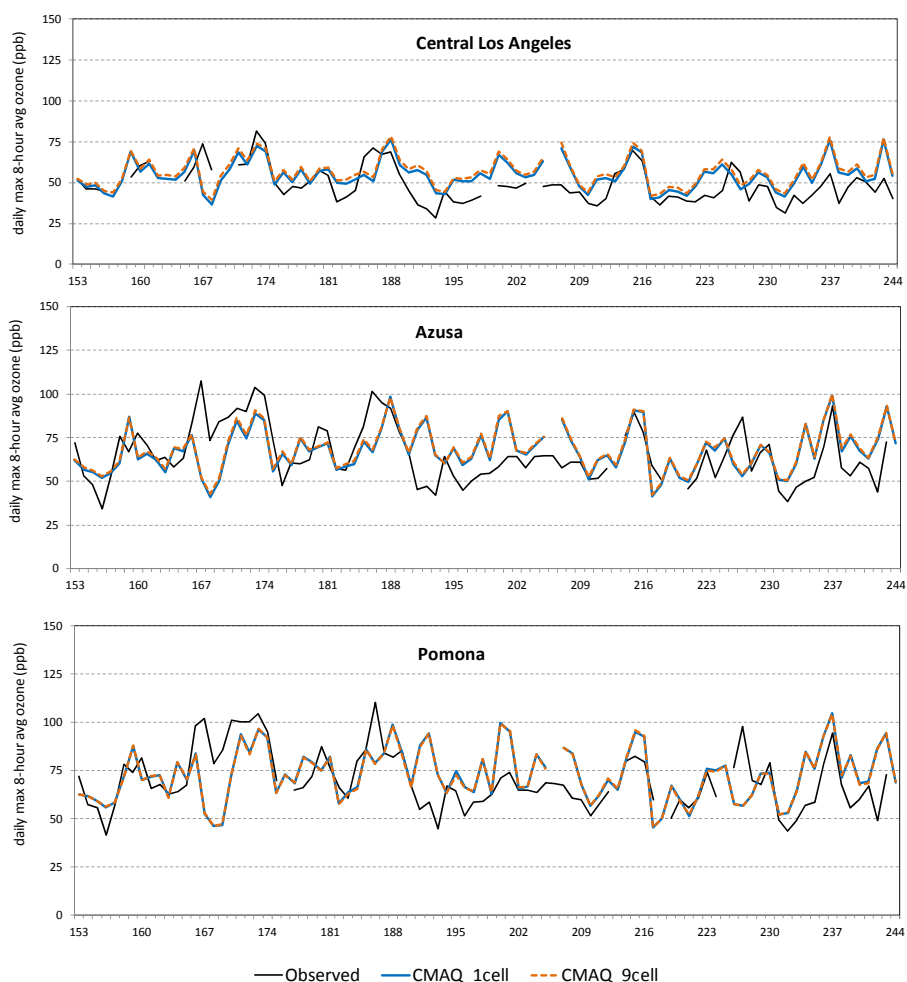 Central Los Angeles
daily max 8-hour avg ozone (ppb)
150
125
100
75
50
25
0
153 160 167 174 181 188 195 202 209 216 223 230 237 244
Azusa
daily max 8-hour avg ozone (ppb)
150
125
100
75
50
25
0
153 160 167 174 181 188 195 202 209 216 223 230 237 244
Pomona
daily max 8-hour avg ozone (ppb)
150
125
100
75
50
25
0
153 160 167 174 181 188 195 202 209 216 223 230 237 244
Observed CMAQ_1cell CMAQ_9cell